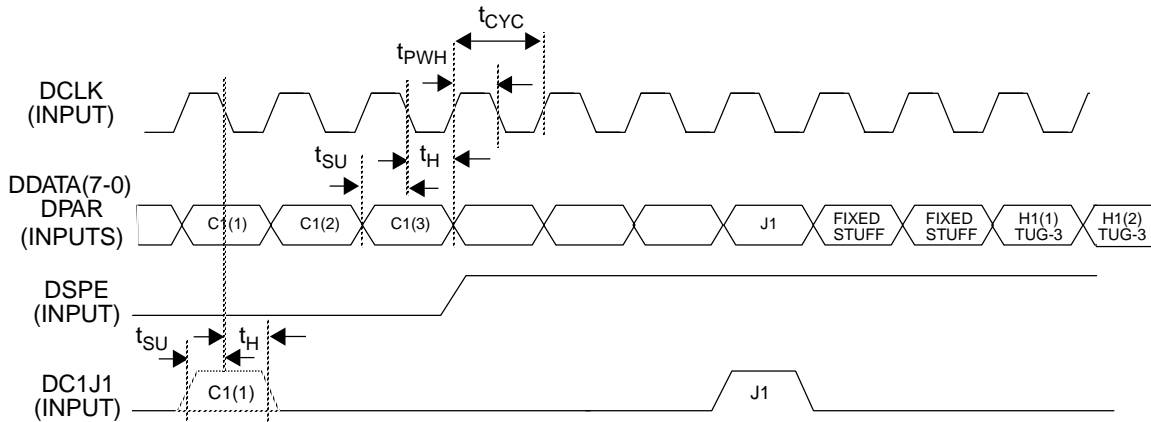 tCYC
tPWH
DCLK
(INPUT)
tSU
tH
DDATA(7-0)
DPAR
(INPUTS)
C1(1)
C1(2)
C1(3)
J1
FIXED
STUFF
FIXED
STUFF
H1(1)
TUG-3
H1(2)
TUG-3
DSPE
(INPUT)
tSU
tH
DC1J1
(INPUT)
C1(1)
J1